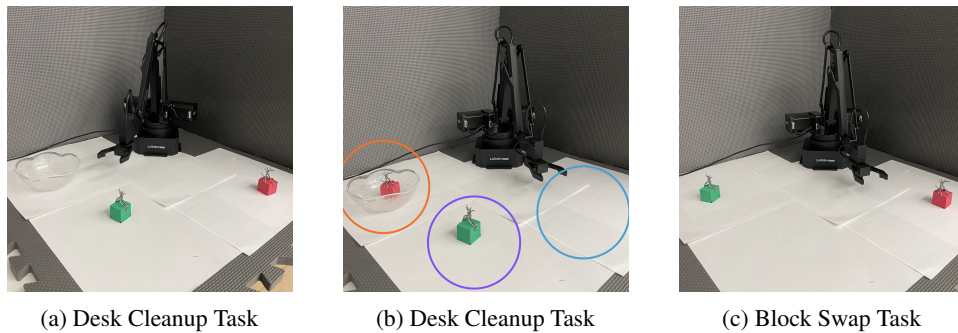 (a) Desk Cleanup Task
(b) Desk Cleanup Task
(c) Block Swap Task